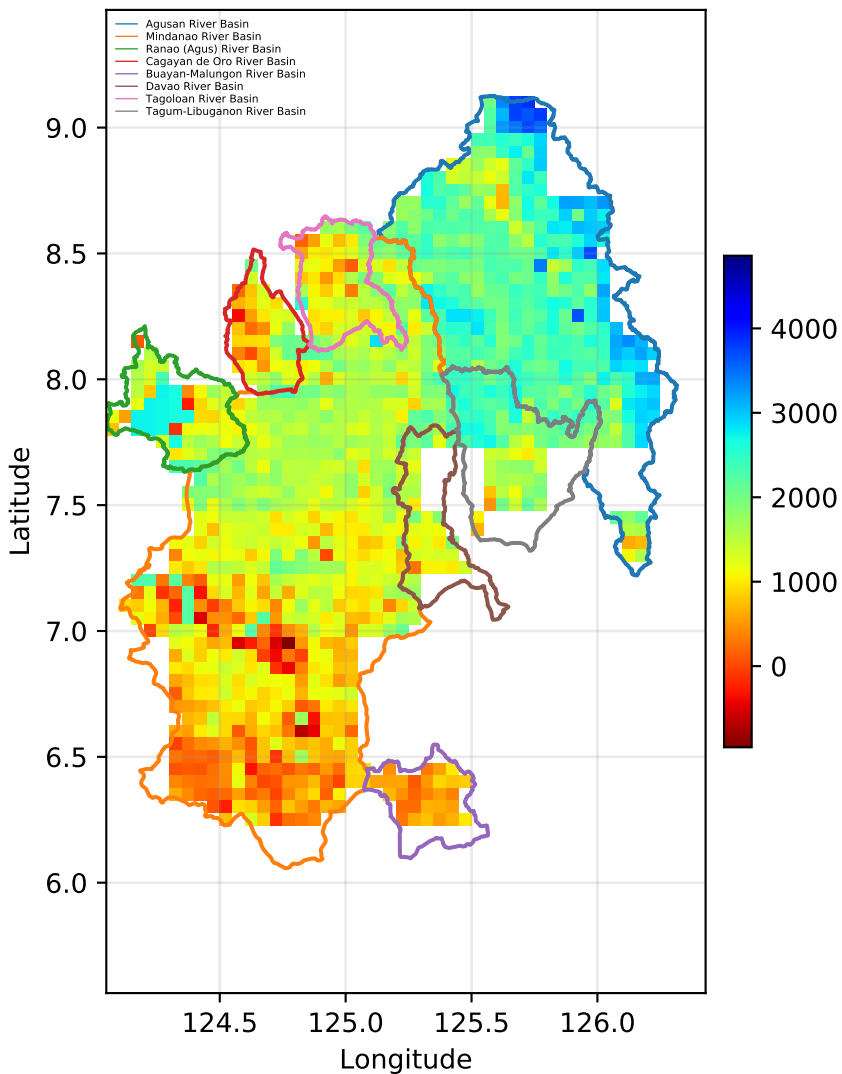 Agusan River Basin
Mindanao River Basin
Ranao (Agus) River Basin
Cagayan de Oro River Basin
Buayan-Malungon River Basin
Davao River Basin
Tagoloan River Basin
Tagum-Libuganon River Basin
9.0
8.5
8.0
7.5
7.0
6.5
6.0
Latitude
124.5 125.0 125.5 126.0
Longitude
4000
3000
2000
1000
0